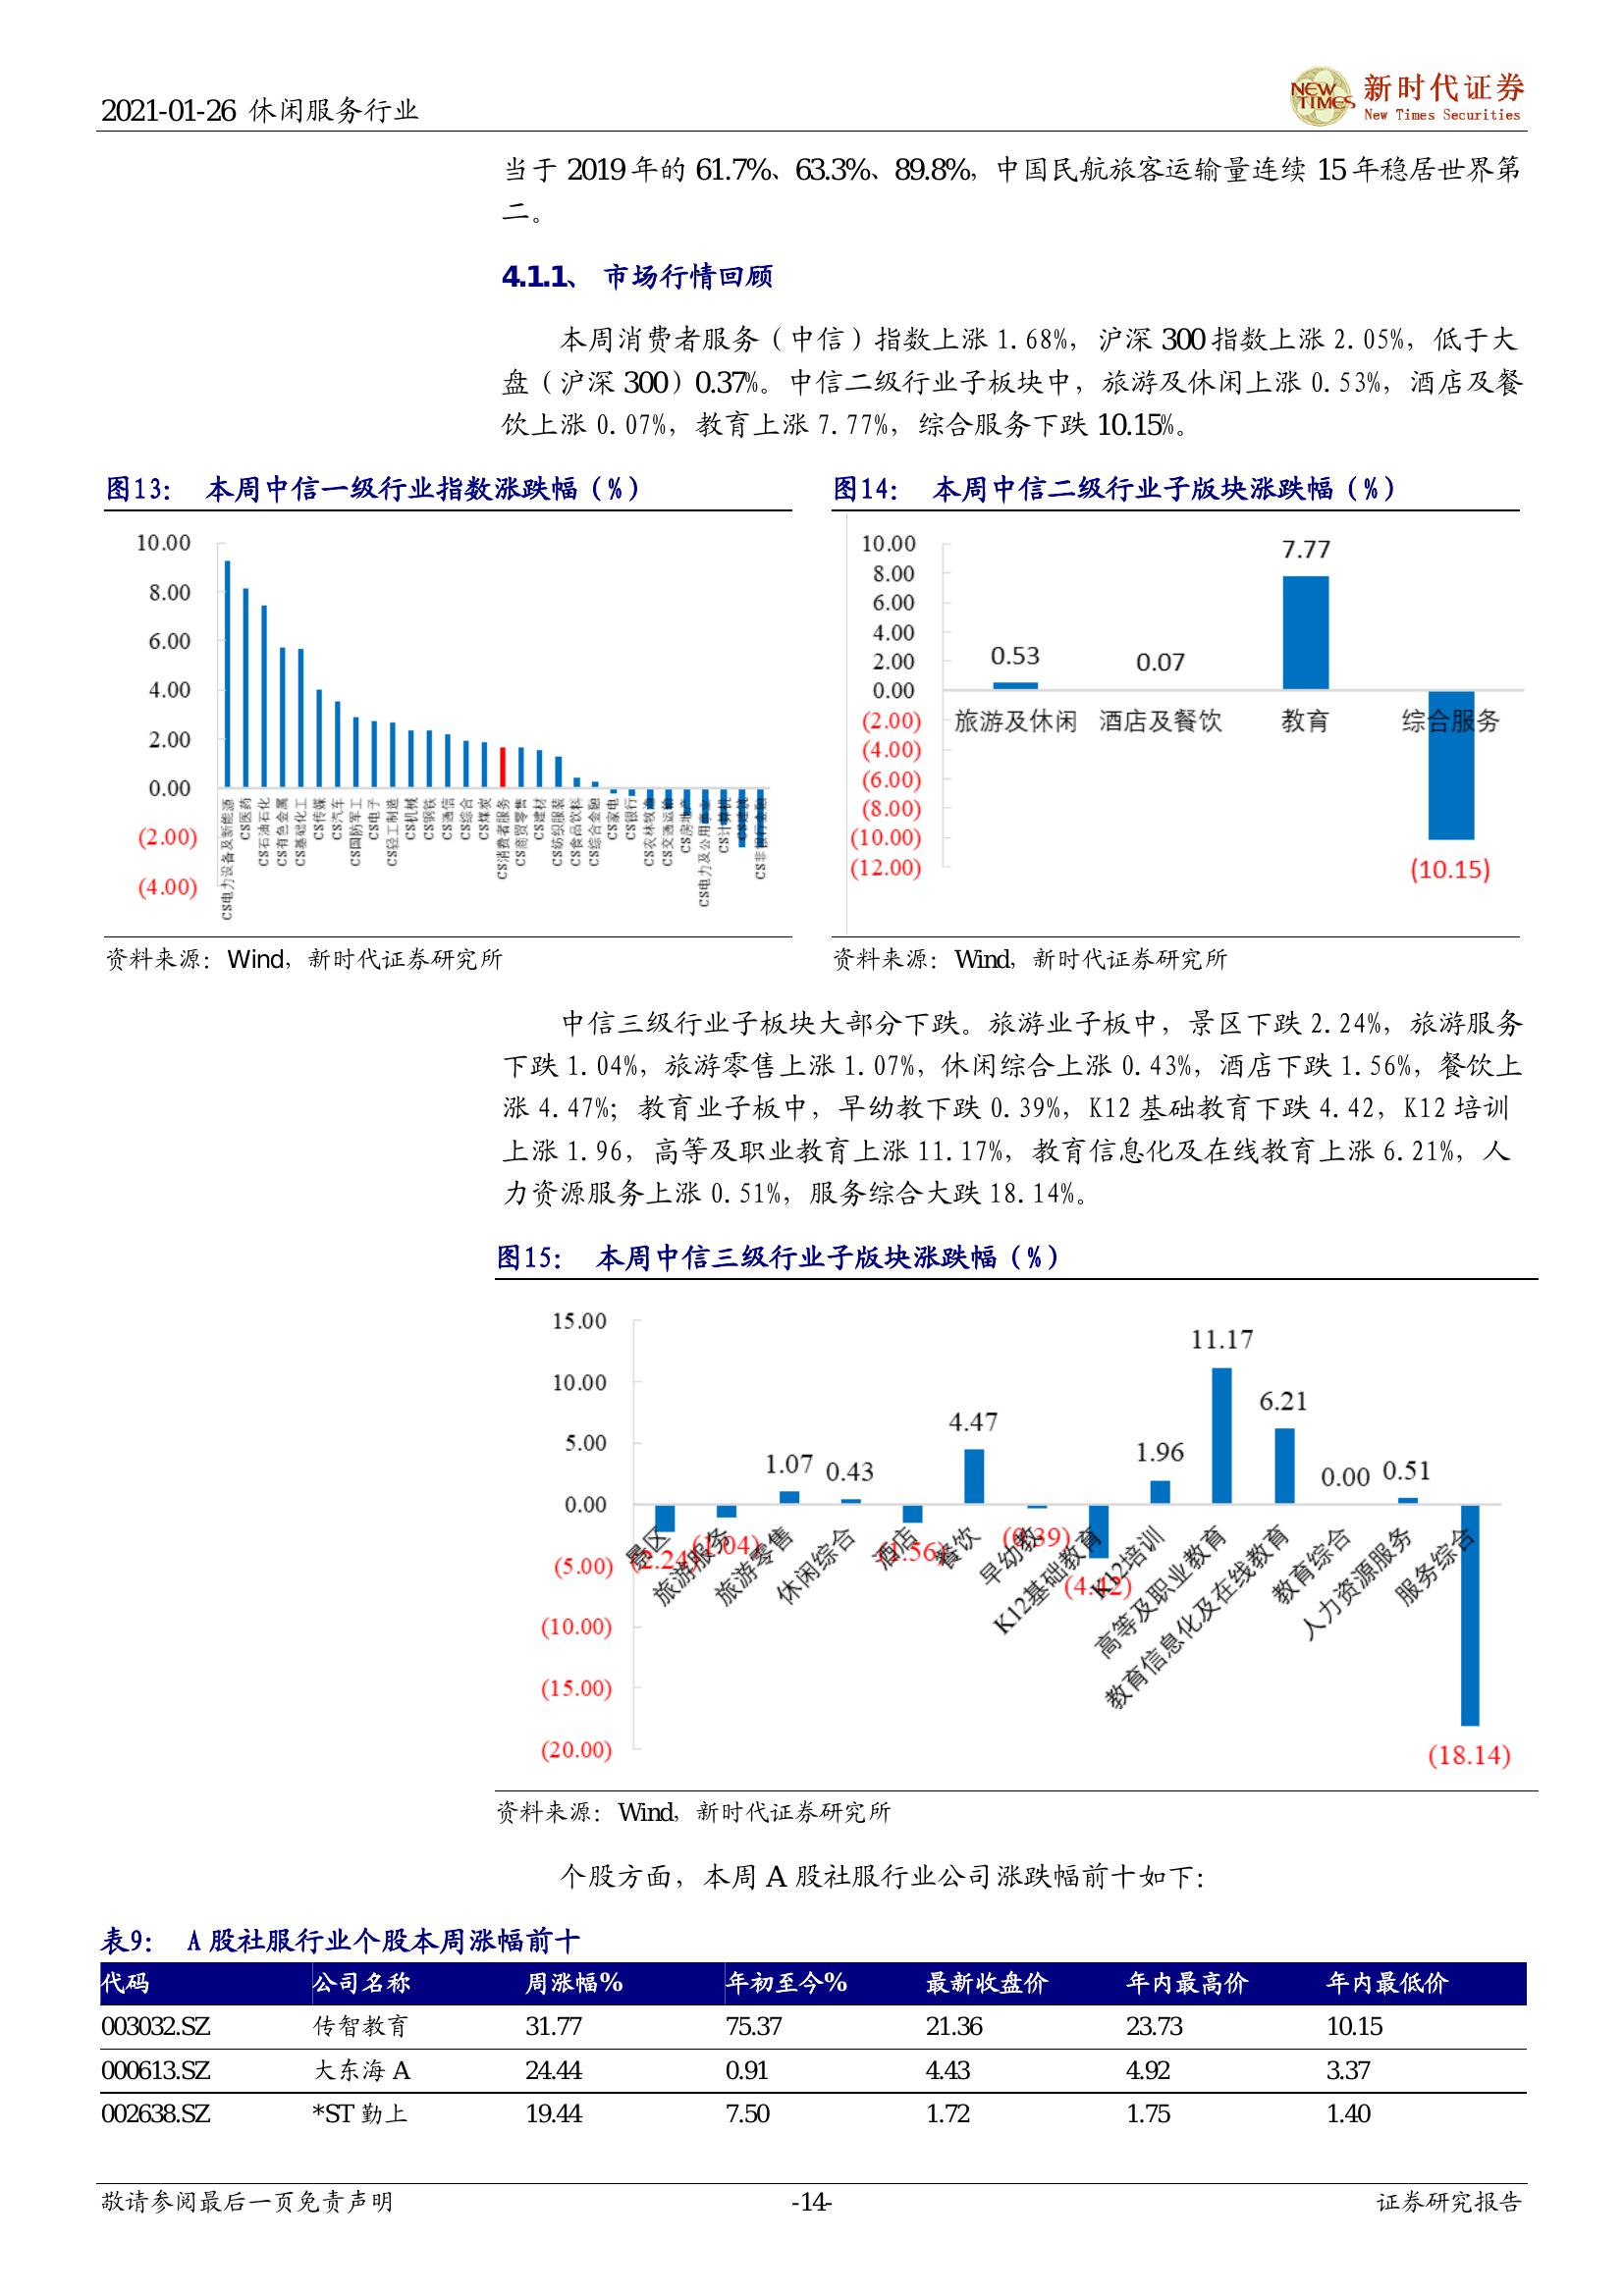 2021-01-26 休闲服务行业
NEW TIMES
新时代证券
New Times Securities
当于 2019 年的 61.7%、63.3%、89.8%，中国民航旅客运输量连续 15 年稳居世界第
二。
4.1.1、 市场行情回顾
本周消费者服务（中信）指数上涨 1.68%，沪深 300 指数上涨 2.05%，低于大
盘（沪深 300）0.37%。中信二级行业子板块中，旅游及休闲上涨 0.53%，酒店及餐
饮上涨 0.07%，教育上涨 7.77%，综合服务下跌 10.15%。
图13： 本周中信一级行业指数涨跌幅（%）
10.00
8.00
6.00
4.00
2.00
0.00
(2.00)
(4.00)
CS电力设备及新能源
CS医药
CS石油石化
CS有色金属
CS基础化工
CS传媒
CS汽车
CS国防军工
CS电子
CS轻工制造
CS机械
CS钢铁
CS通信
CS综合
CS煤炭
CS消费者服务
CS商贸零售
CS建材
CS纺织服装
CS食品饮料
CS综合金融
CS家电
CS银行
CS农林牧渔
CS交通运输
CS房地产
CS电力及公用事业
CS计算机
CS建筑
CS非银行金融
资料来源：Wind，新时代证券研究所
图14： 本周中信二级行业子版块涨跌幅（%）
10.00
8.00
6.00
4.00
2.00
0.00
(2.00)
(4.00)
(6.00)
(8.00)
(10.00)
(12.00)
0.53
0.07
7.77
(10.15)
旅游及休闲
酒店及餐饮
教育
综合服务
资料来源：Wind，新时代证券研究所
中信三级行业子板块大部分下跌。旅游业子板中，景区下跌 2.24%，旅游服务
下跌 1.04%，旅游零售上涨 1.07%，休闲综合上涨 0.43%，酒店下跌 1.56%，餐饮上
涨 4.47%；教育业子板中，早幼教下跌 0.39%，K12 基础教育下跌 4.42，K12 培训
上涨 1.96，高等及职业教育上涨 11.17%，教育信息化及在线教育上涨 6.21%，人
力资源服务上涨 0.51%，服务综合大跌 18.14%。
图15： 本周中信三级行业子版块涨跌幅（%）
15.00
10.00
5.00
0.00
(5.00)
(10.00)
(15.00)
(20.00)
(2.24)
(1.04)
1.07
0.43
(1.56)
4.47
(0.39)
(4.42)
1.96
11.17
6.21
0.00
0.51
(18.14)
景区
旅游服务
旅游零售
休闲综合
酒店
餐饮
早幼教
K12基础教育
K12培训
高等及职业教育
教育信息化及在线教育
教育综合
人力资源服务
服务综合
资料来源：Wind，新时代证券研究所
个股方面，本周 A 股社服行业公司涨跌幅前十如下：
表9： A 股社服行业个股本周涨幅前十
代码 公司名称 周涨幅% 年初至今% 最新收盘价 年内最高价 年内最低价
003032.SZ 传智教育 31.77 75.37 21.36 23.73 10.15
000613.SZ 大东海 A 24.44 0.91 4.43 4.92 3.37
002638.SZ *ST 勤上 19.44 7.50 1.72 1.75 1.40
敬请参阅最后一页免责声明 -14- 证券研究报告